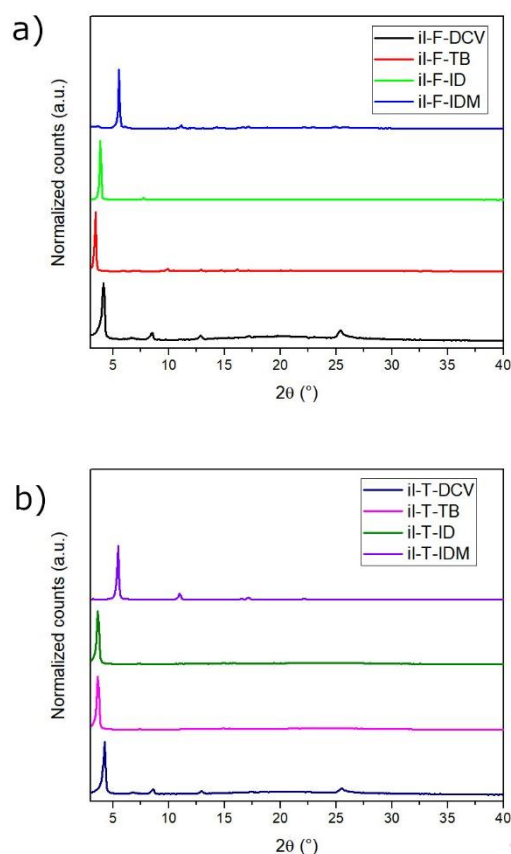 a)
il-F-DCV
il-F-TB
il-F-ID
il-F-IDM
Normalized counts (a.u.)
5 10 15 20 25 30 35 40
2θ (°)
b)
il-T-DCV
il-T-TB
il-T-ID
il-T-IDM
Normalized counts (a.u.)
5 10 15 20 25 30 35 40
2θ (°)